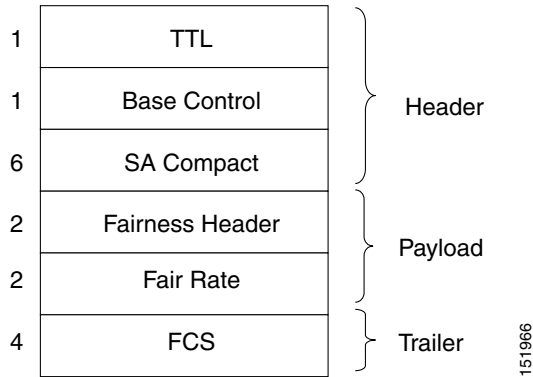 1 TTL
1 Base Control
6 SA Compact
Header
2 Fairness Header
2 Fair Rate
Payload
4 FCS
Trailer
151966